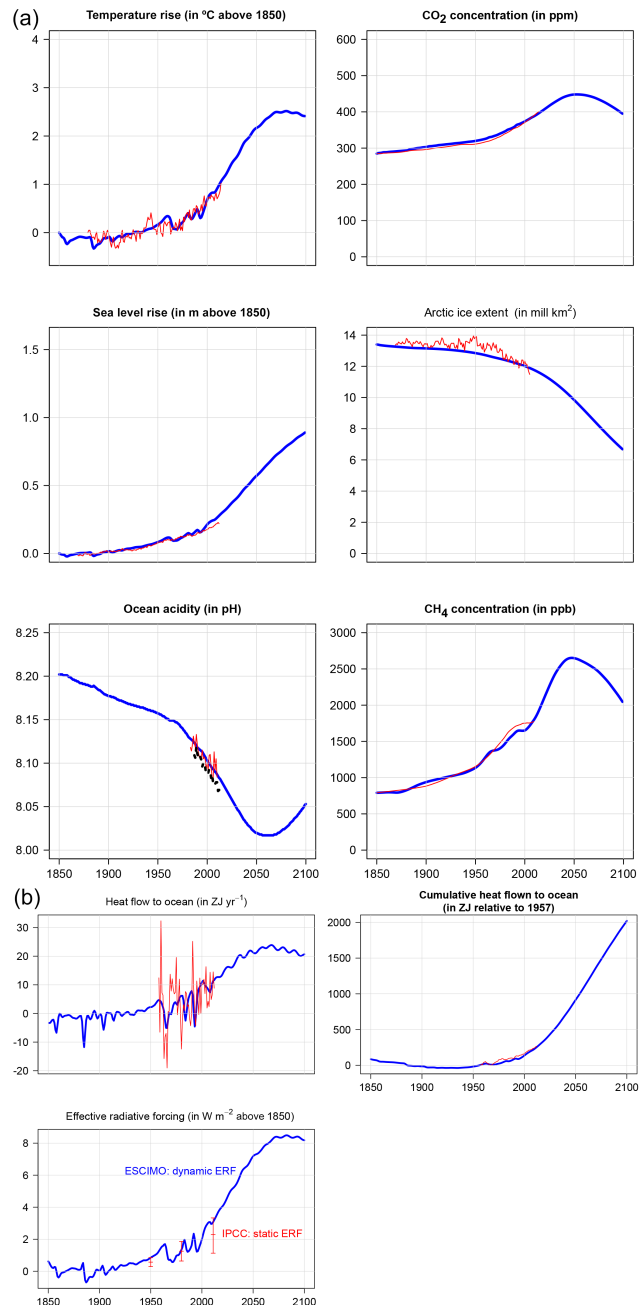 (a)
Temperature rise (in ºC above 1850)
4
3
2
1
0
CO2 concentration (in ppm)
600
500
400
300
200
100
0
Sea level rise (in m above 1850)
1.5
1.0
0.5
0.0
Arctic ice extent (in mill km²)
14
12
10
8
6
4
2
0
Ocean acidity (in pH)
8.25
8.20
8.15
8.10
8.05
8.00
1850 1900 1950 2000 2050 2100
CH4 concentration (in ppb)
3000
2500
2000
1500
1000
500
0
1850 1900 1950 2000 2050 2100
(b)
Heat flow to ocean (in ZJ yr⁻¹)
30
20
10
0
-10
-20
Cumulative heat flown to ocean
(in ZJ relative to 1957)
2000
1500
1000
500
0
1850 1900 1950 2000 2050 2100
Effective radiative forcing (in W m⁻² above 1850)
8
6
4
2
0
ESCIMO: dynamic ERF
IPCC: static ERF
1850 1900 1950 2000 2050 2100